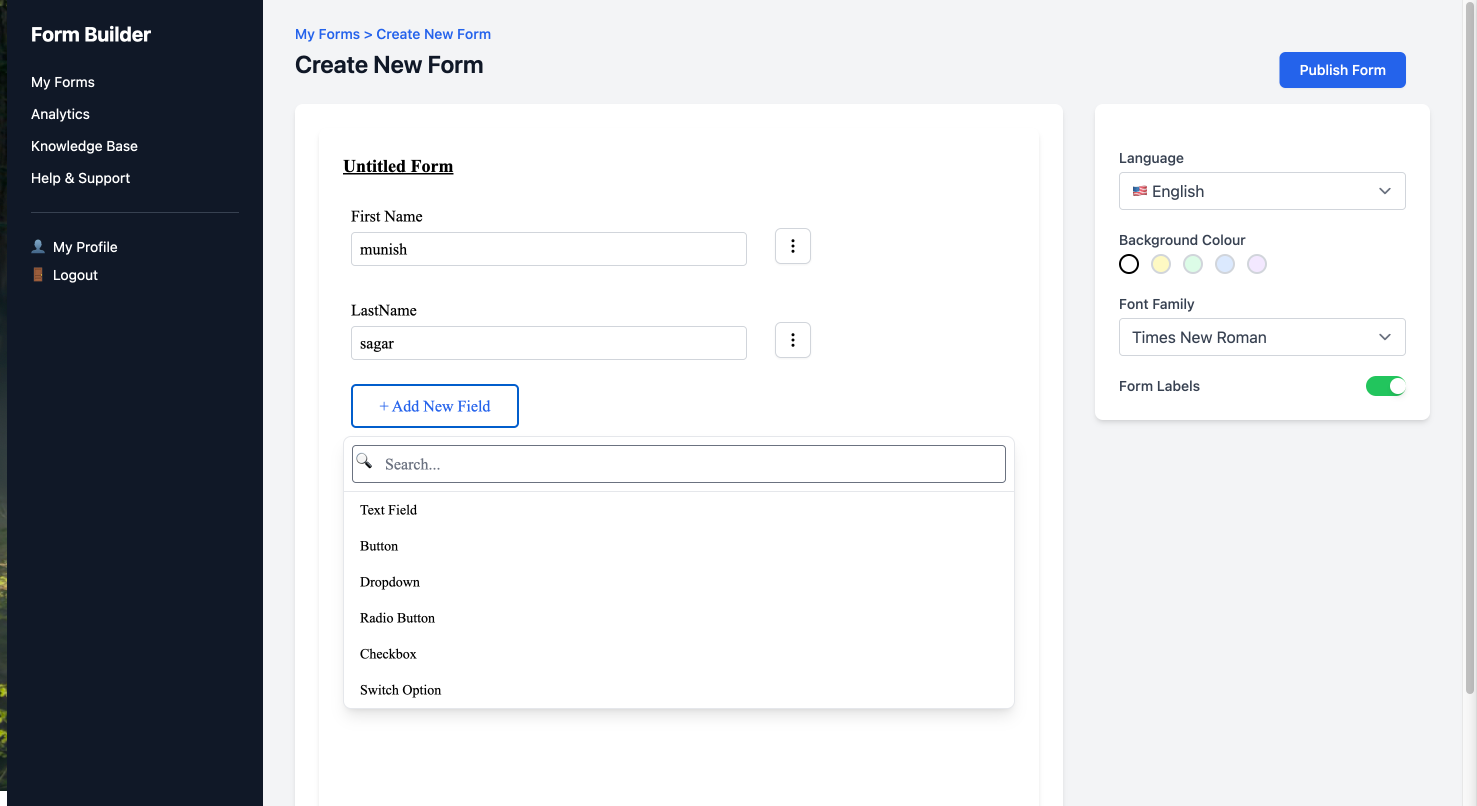 Form Builder
My Forms
Analytics
Knowledge Base
Help & Support
My Profile
Logout
My Forms > Create New Form
Create New Form
Publish Form
Untitled Form
First Name
munish
LastName
sagar
+ Add New Field
Search...
Text Field
Button
Dropdown
Radio Button
Checkbox
Switch Option
Language
English
Background Colour
Font Family
Times New Roman
Form Labels